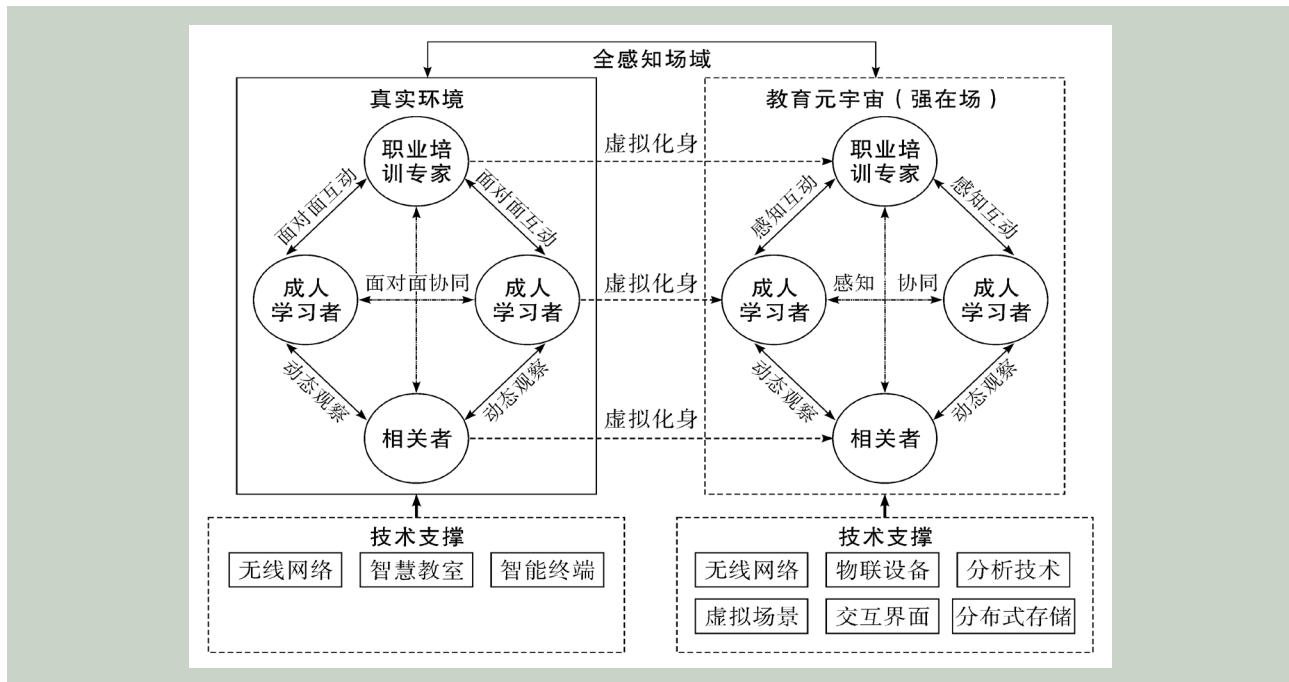 全感知场域
真实环境
职业培
训专家
面对面互动
面对面互动
成人
学习者
面对面协同
成人
学习者
动态观察
动态观察
相关者
虚拟化身
虚拟化身
虚拟化身
教育元宇宙（强在场）
职业培
训专家
感知互动
感知互动
成人
学习者
感知 协同
成人
学习者
动态观察
动态观察
相关者
技术支撑
无线网络 智慧教室 智能终端
技术支撑
无线网络 物联设备 分析技术
虚拟场景 交互界面 分布式存储